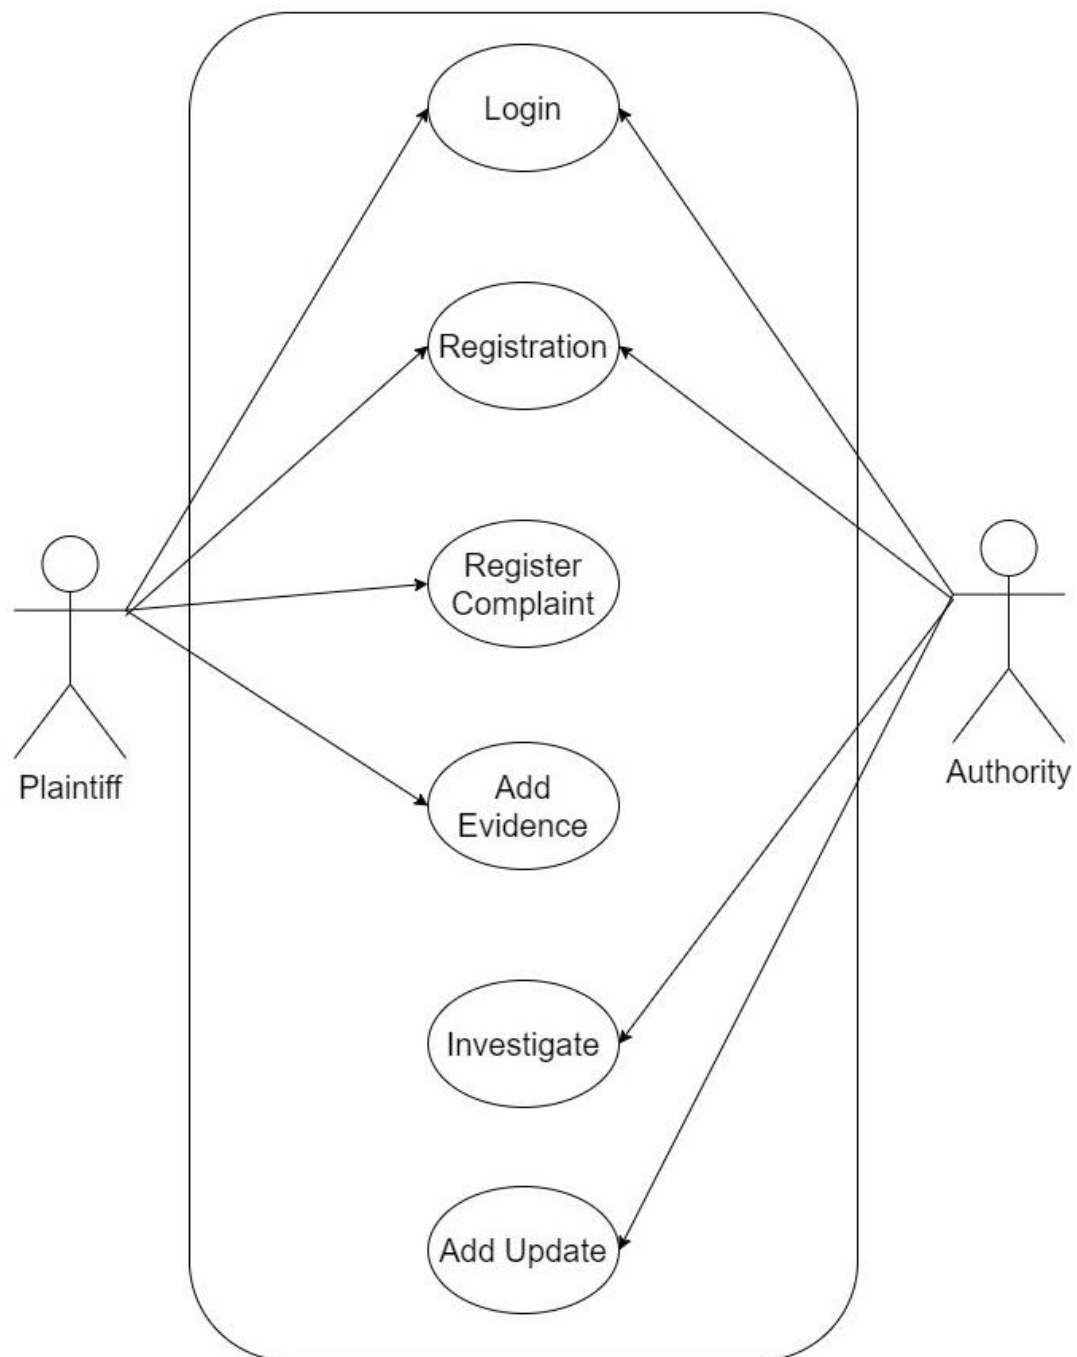 Login
Registration
Register
Complaint
Plaintiff
Authority
Add
Evidence
Investigate
Add Update